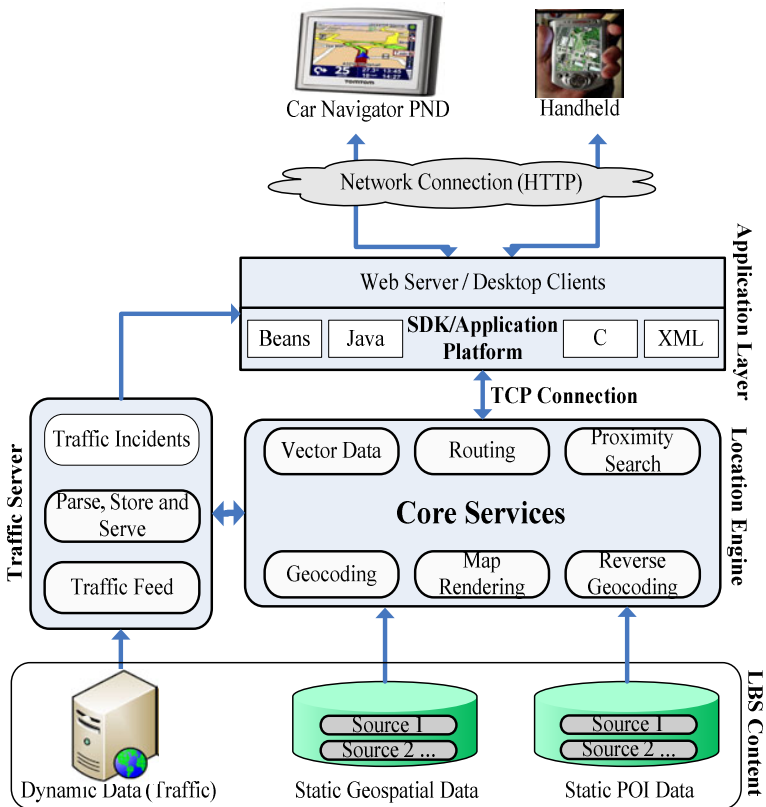 25
TOMTOM
Car Navigator PND
Handheld
Network Connection (HTTP)
Web Server / Desktop Clients
Beans
Java
SDK/Application
Platform
C
XML
Application Layer
TCP Connection
Traffic Server
Traffic Incidents
Parse, Store and
Serve
Traffic Feed
Vector Data
Routing
Proximity
Search
Core Services
Geocoding
Map
Rendering
Reverse
Geocoding
Location Engine
Source 1
Source 2 ...
Source 1
Source 2 ...
Dynamic Data (Traffic)
Static Geospatial Data
Static POI Data
LBS Content